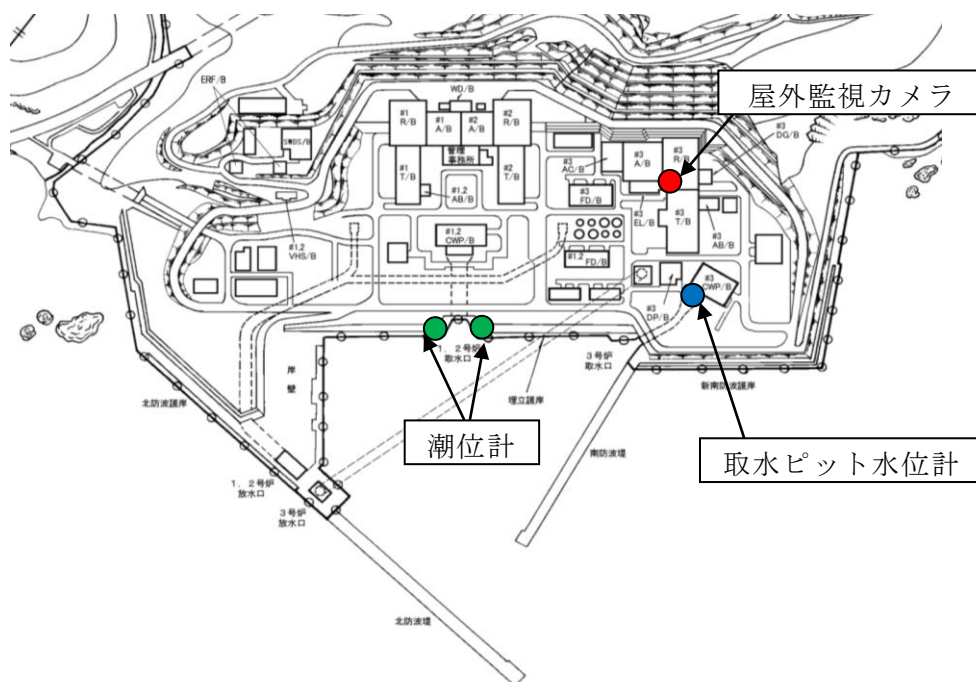 屋外監視カメラ
ERF/B
WD/B
#1
R/B
#1
A/B
#2
A/B
#2
R/B
SWDS/B
管理
事務所
#1
T/B
#1,2
AB/B
#2
T/B
#3
AC/B
#3
A/B
#3
R/B
#3
DG/B
#3
FD/B
#3
EL/B
#3
T/B
#3
AB/B
#1,2
VHS/B
#1,2
CWP/B
#1,2
FD/B
#3
DP/B
#3
CWP/B
1，2号炉
取水口
3号炉
取水口
岸
壁
北防波護岸
埋立護岸
新南防波護岸
潮位計
取水ピット水位計
南防波堤
1，2号炉
放水口
3号炉
放水口
北防波堤